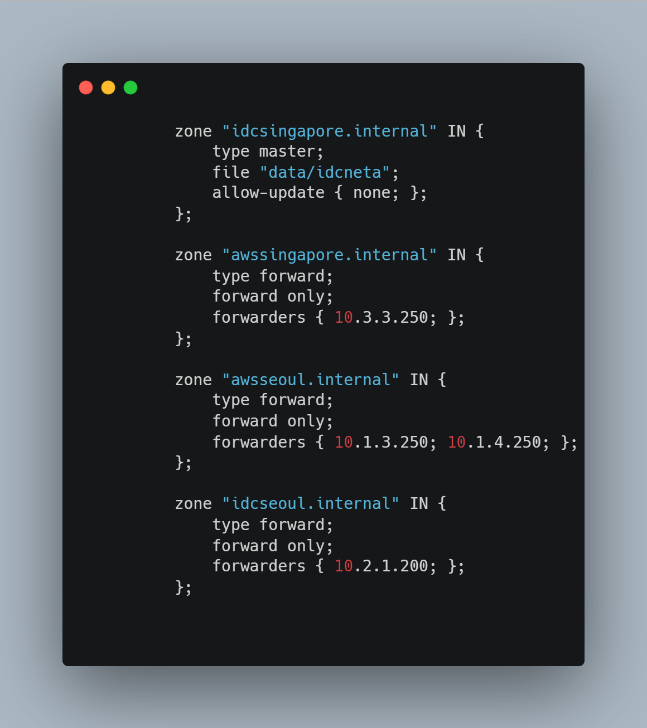 zone "idcsingapore.internal" IN {
    type master;
    file "data/idcneta";
    allow-update { none; };
};

zone "awssingapore.internal" IN {
    type forward;
    forward only;
    forwarders { 10.3.3.250; };
};

zone "awsseoul.internal" IN {
    type forward;
    forward only;
    forwarders { 10.1.3.250; 10.1.4.250; };
};

zone "idcseoul.internal" IN {
    type forward;
    forward only;
    forwarders { 10.2.1.200; };
};